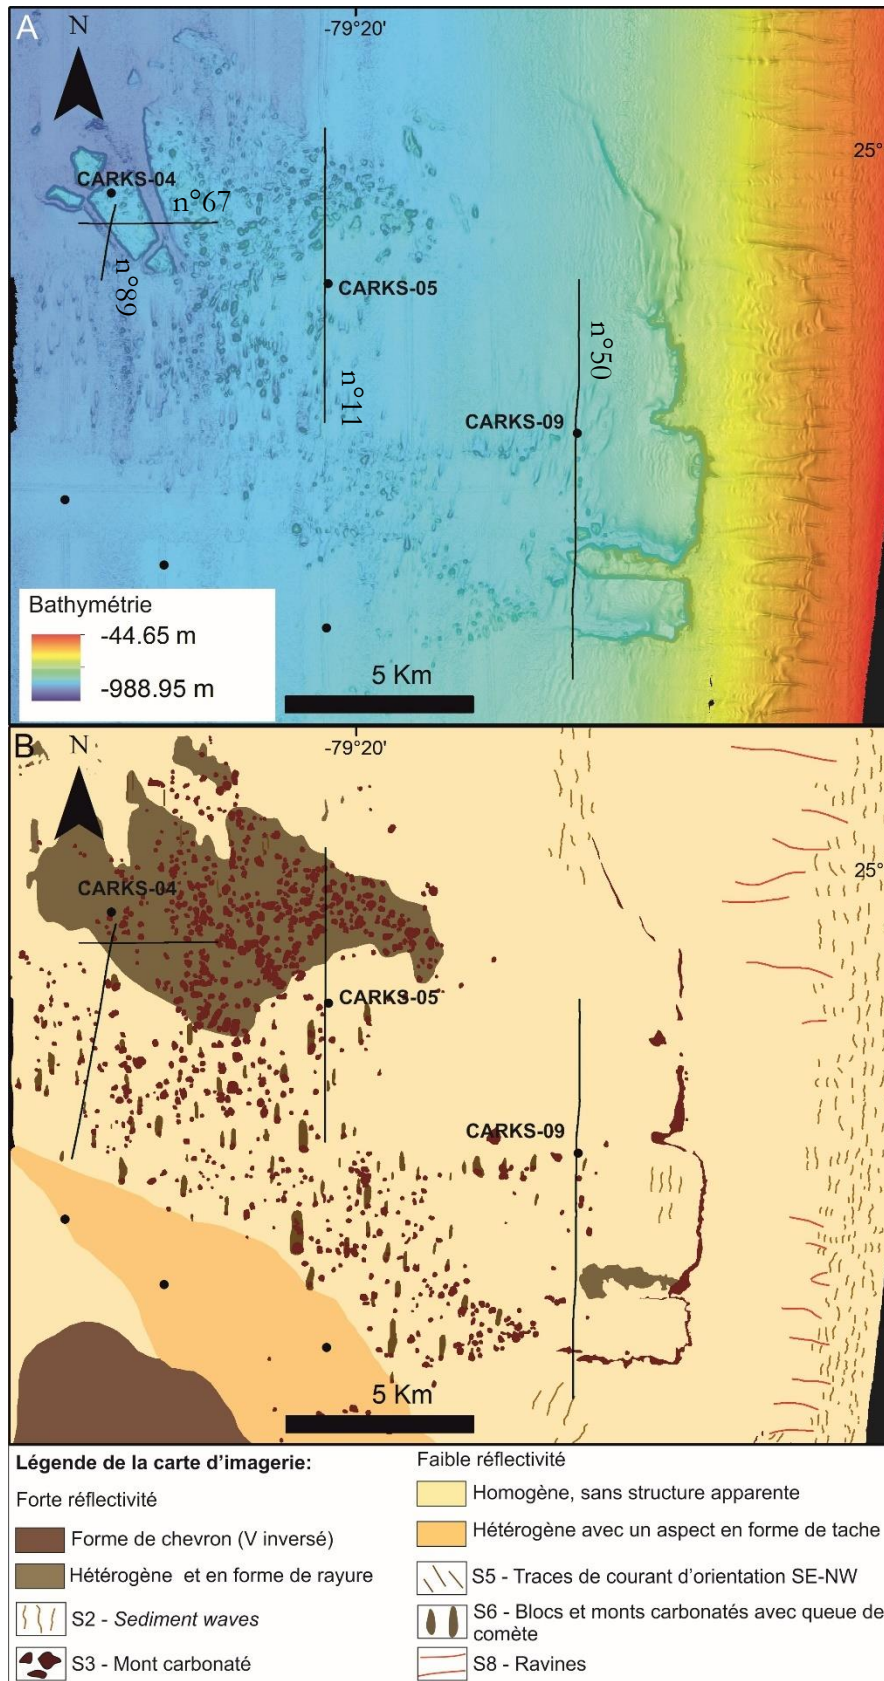 A
N
-79°20'
25°
CARKS-04
n°67
n°89
CARKS-05
n°11
n°50
CARKS-09
Bathymétrie
-44.65 m
-988.95 m
5 Km
B
N
-79°20'
25°
CARKS-04
CARKS-05
CARKS-09
5 Km
Légende de la carte d'imagerie:
Forte réflectivité
Forme de chevron (V inversé)
Hétérogène et en forme de rayure
S2 - Sediment waves
S3 - Mont carbonaté
Faible réflectivité
Homogène, sans structure apparente
Hétérogène avec un aspect en forme de tache
S5 - Traces de courant d'orientation SE-NW
S6 - Blocs et monts carbonatés avec queue de
comète
S8 - Ravines